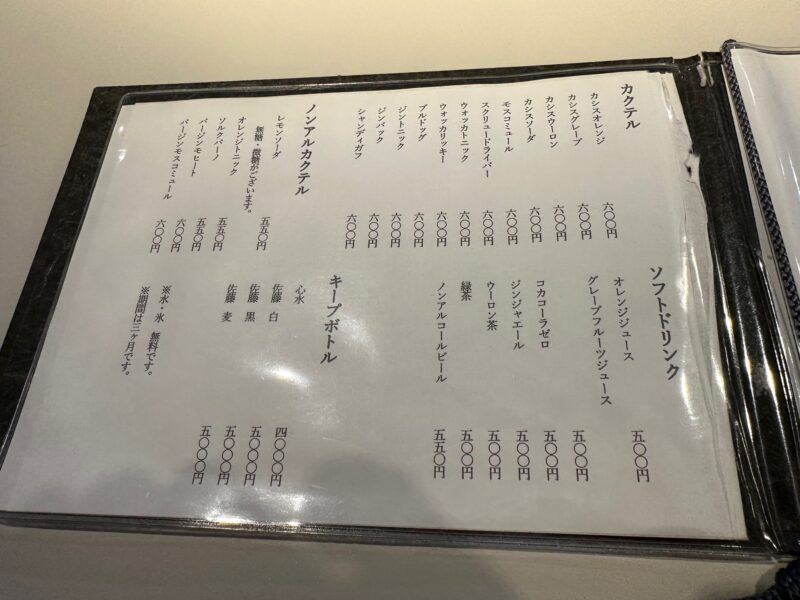 カクテル
カシスオレンジ 六〇〇円
カシスグレープ 六〇〇円
カシスウーロン 六〇〇円
カシスソーダ 六〇〇円
モスコミュール 六〇〇円
スクリュードライバー 六〇〇円
ウォッカトニック 六〇〇円
ウォッカリッキー 六〇〇円
ブルドッグ 六〇〇円
ジントニック 六〇〇円
ジンバック 六〇〇円
シャンディガフ 六〇〇円
ノンアルカクテル
レモンソーダ 五五〇円
無糖・微糖がございます。
オレンジトニック 五五〇円
ソルクバーノ 五五〇円
バージンモヒート 六〇〇円
バージンモスコミュール 六〇〇円
ソフトドリンク
オレンジジュース 五〇〇円
グレープフルーツジュース 五〇〇円
コカコーラゼロ 五〇〇円
ジンジャエール 五〇〇円
ウーロン茶 五〇〇円
緑茶 五〇〇円
ノンアルコールビール 五五〇円
キープボトル
心水 四〇〇〇円
佐藤 白 五〇〇〇円
佐藤 黒 五〇〇〇円
佐藤 麦 五〇〇〇円
※水・氷 無料です。
※期間は三ヶ月です。